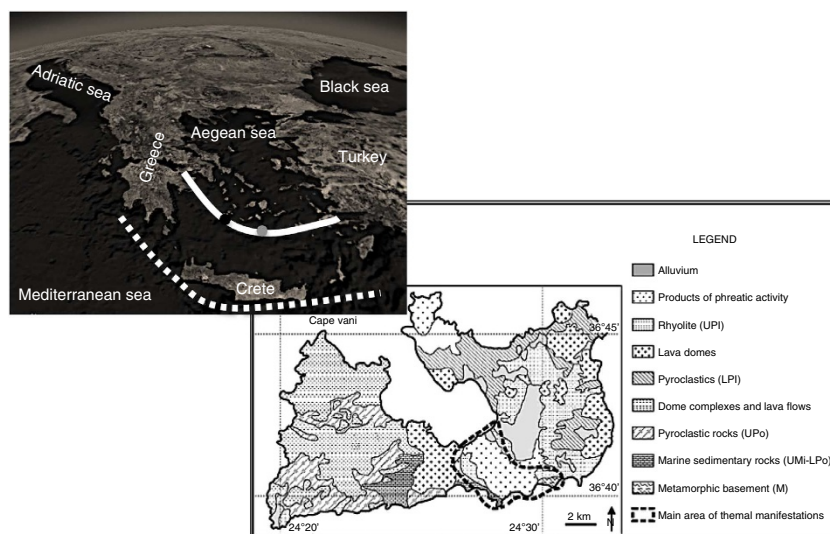 Adriatic sea
Black sea
Aegean sea
Greece
Turkey
Mediterranean sea
Crete
Cape vani
36°45'
36°40'
24°20'
24°30'
2 km
N
LEGEND
Alluvium
Products of phreatic activity
Rhyolite (UPI)
Lava domes
Pyroclastics (LPI)
Dome complexes and lava flows
Pyroclastic rocks (UPo)
Marine sedimentary rocks (UMi-LPo)
Metamorphic basement (M)
Main area of themal manifestations